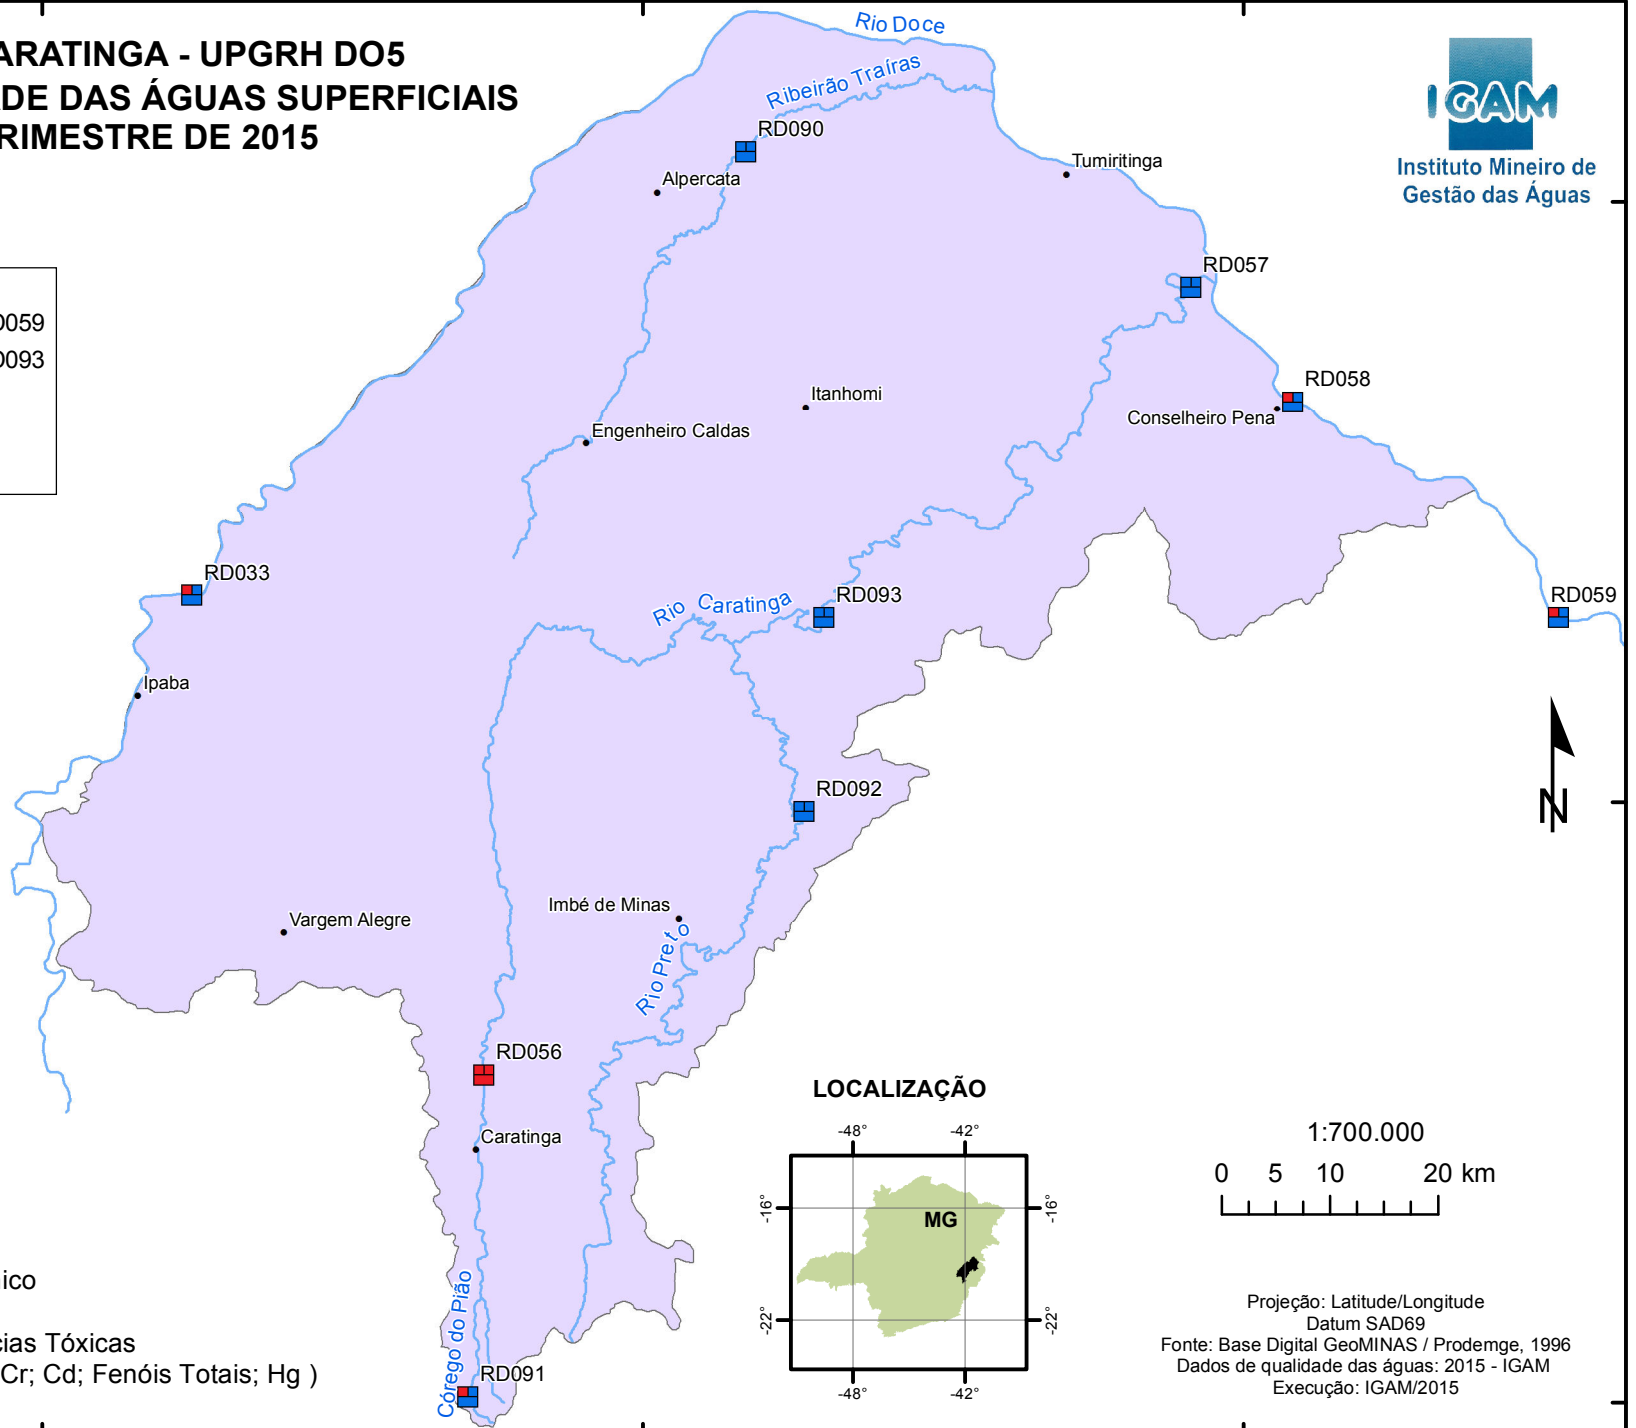 ARATINGA - UPGRH DO5
ADE DAS ÁGUAS SUPERFICIAIS
RIMESTRE DE 2015
IGAM
Instituto Mineiro de
Gestão das Águas
Rio Doce
Ribeirão Traíras
RD090
Tumiritinga
Alpercata
RD057
D059
D093
RD058
Itanhomi
Conselheiro Pena
Engenheiro Caldas
RD033
RD093
Rio Caratinga
RD059
Ipaba
RD092
N
Imbé de Minas
Vargem Alegre
Rio Preto
RD056
Caratinga
LOCALIZAÇÃO
-48° -42°
-16° -16°
MG
-22° -22°
-48° -42°
1:700.000
0 5 10 20 km
Córrego do Pião
RD091
ico
cias Tóxicas
Cr; Cd; Fenóis Totais; Hg )
Projeção: Latitude/Longitude
Datum SAD69
Fonte: Base Digital GeoMINAS / Prodemge, 1996
Dados de qualidade das águas: 2015 - IGAM
Execução: IGAM/2015